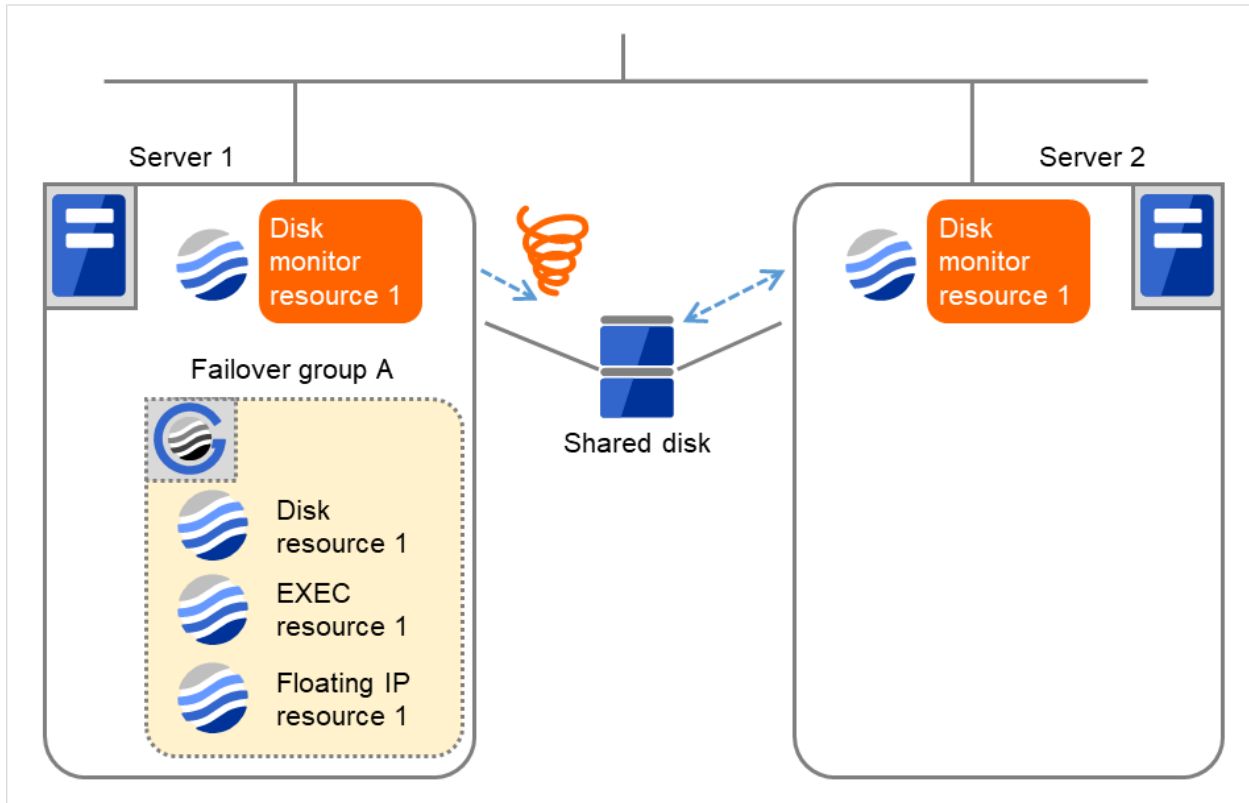 Server 1
Server 2
Disk
monitor
resource 1
Disk
monitor
resource 1
Failover group A
Shared disk
Disk
resource 1
EXEC
resource 1
Floating IP
resource 1